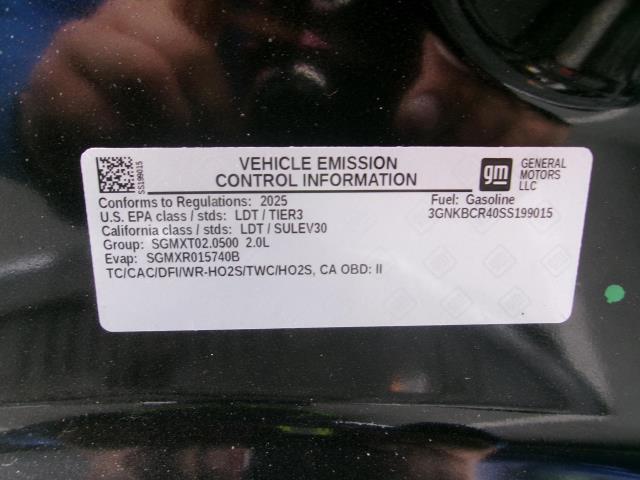 SS199015
VEHICLE EMISSION
CONTROL INFORMATION
gm
GENERAL
MOTORS
LLC
Conforms to Regulations: 2025
Fuel: Gasoline
U.S. EPA class / stds: LDT / TIER3
3GNKBCR40SS199015
California class / stds: LDT / SULEV30
Group: SGMXT02.0500 2.0L
Evap: SGMXR015740B
TC/CAC/DFI/WR-HO2S/TWC/HO2S, CA OBD: II